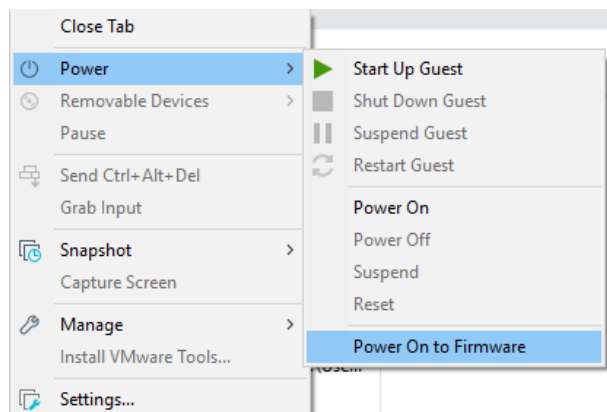 Close Tab
Power
Removable Devices
Pause
Send Ctrl+Alt+Del
Grab Input
Snapshot
Capture Screen
Manage
Install VMware Tools...
Settings...
Start Up Guest
Shut Down Guest
Suspend Guest
Restart Guest
Power On
Power Off
Suspend
Reset
Power On to Firmware